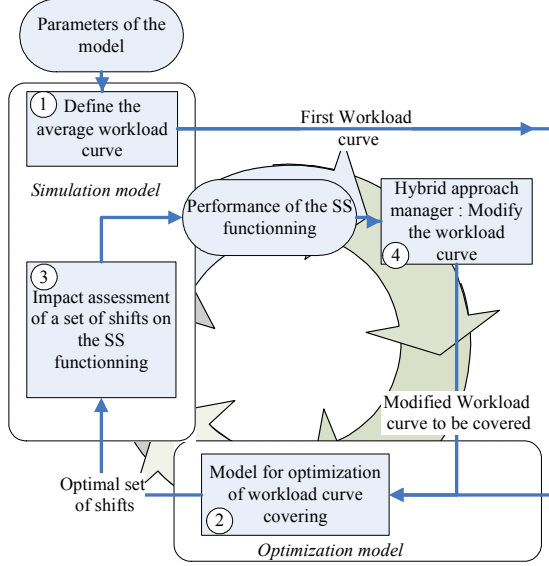 Parameters of the
model
1
Define the
average workload
curve
First Workload
curve
Simulation model
Performance of the SS
functionning
Hybrid approach
manager : Modify
the workload
curve
4
3
Impact assessment
of a set of shifts on
the SS
functionning
Modified Workload
curve to be covered
Optimal set
of shifts
Model for optimization
of workload curve
covering
2
Optimization model